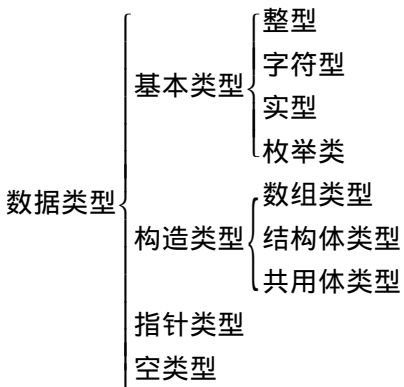 整型
字符型
基本类型
实型
枚举类
数据类型
数组类型
构造类型
结构体类型
共用体类型
指针类型
空类型